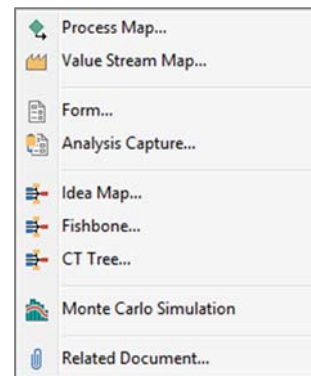 Process Map...
Value Stream Map...
Form...
Analysis Capture...
Idea Map...
Fishbone...
CT Tree...
Monte Carlo Simulation
Related Document...